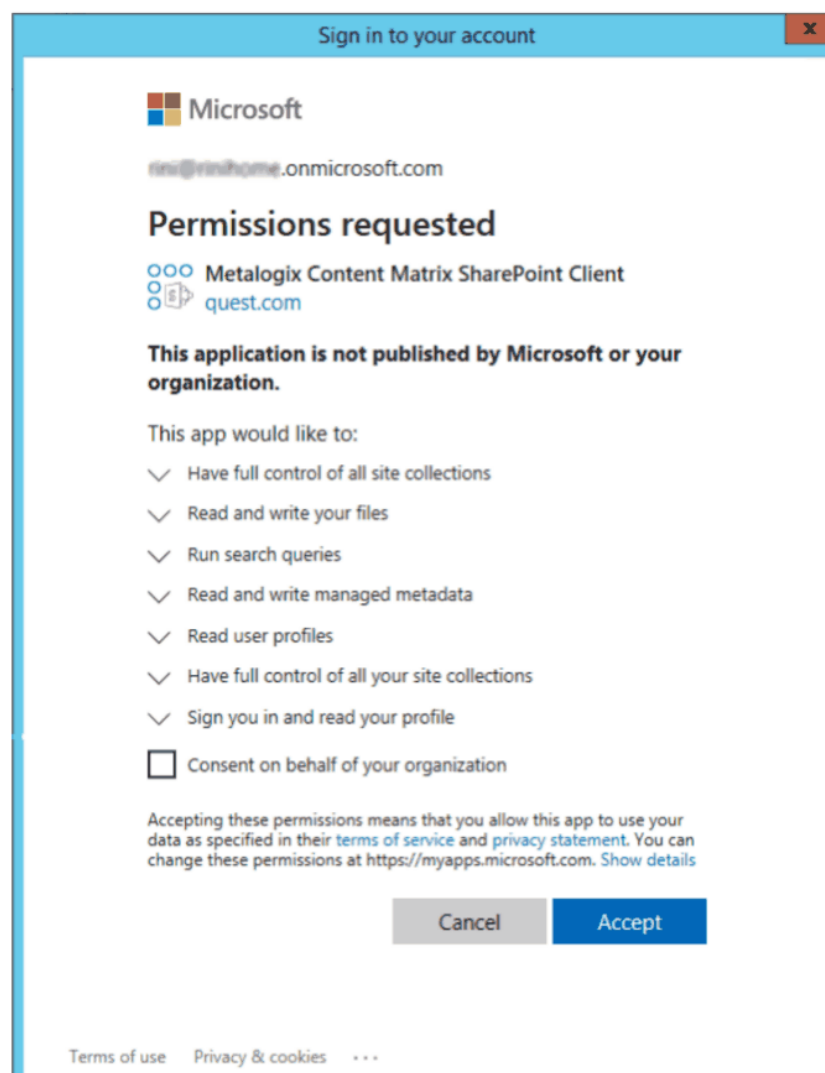 Sign in to your account
x
Microsoft
.onmicrosoft.com
Permissions requested
Metalogix Content Matrix SharePoint Client
quest.com
This application is not published by Microsoft or your
organization.
This app would like to:
Have full control of all site collections
Read and write your files
Run search queries
Read and write managed metadata
Read user profiles
Have full control of all your site collections
Sign you in and read your profile
Consent on behalf of your organization
Accepting these permissions means that you allow this app to use your
data as specified in their terms of service and privacy statement. You can
change these permissions at https://myapps.microsoft.com. Show details
Cancel Accept
Terms of use Privacy & cookies ...